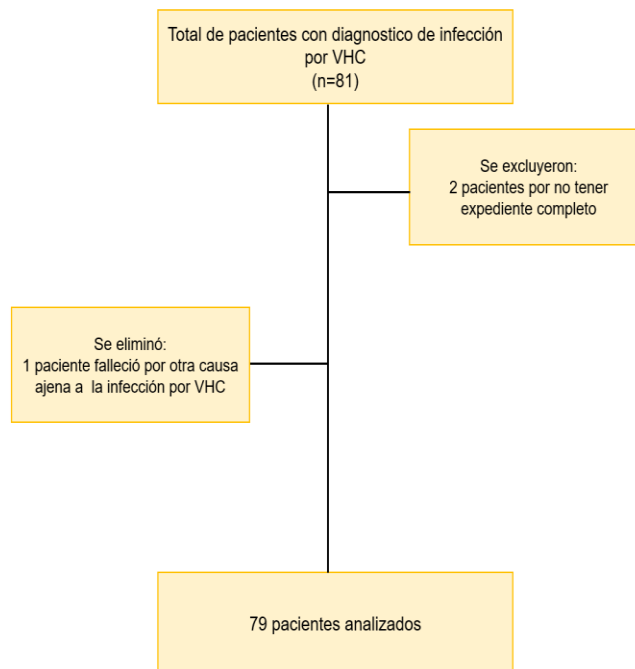 Total de pacientes con diagnostico de infección
por VHC
(n=81)
Se excluyeron:
2 pacientes por no tener
expediente completo
Se eliminó:
1 paciente falleció por otra causa
ajena a la infección por VHC
79 pacientes analizados